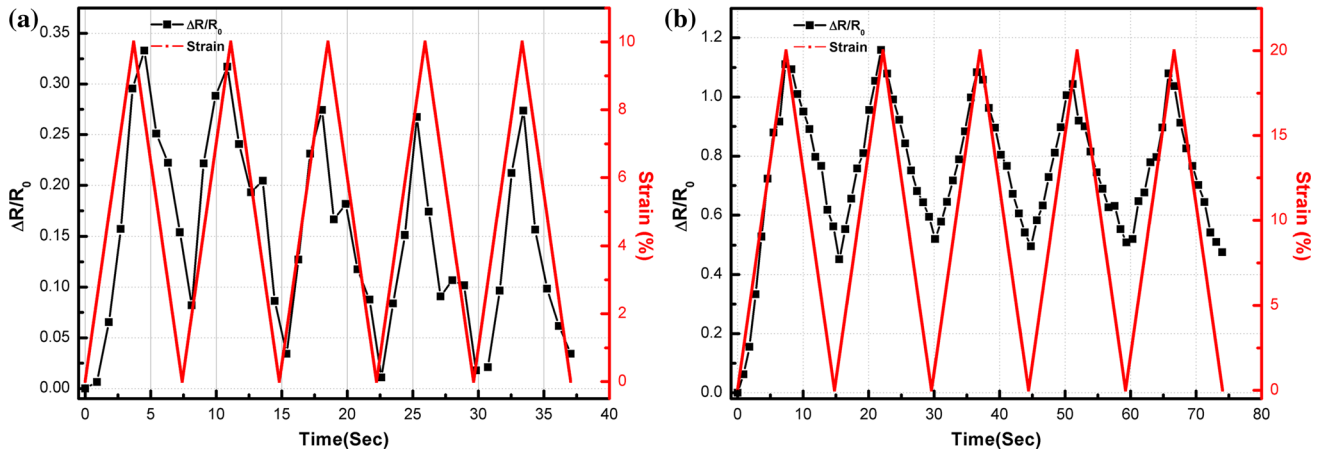 (a)
ΔR/R0
Strain
0.35
0.30
0.25
0.20
0.15
0.10
0.05
0.00
ΔR/R0
10
8
6
4
2
0
Strain (%)
0 5 10 15 20 25 30 35 40
Time(Sec)
(b)
ΔR/R0
Strain
1.2
1.0
0.8
0.6
0.4
0.2
0.0
ΔR/R0
20
15
10
5
0
Strain (%)
0 10 20 30 40 50 60 70 80
Time(Sec)